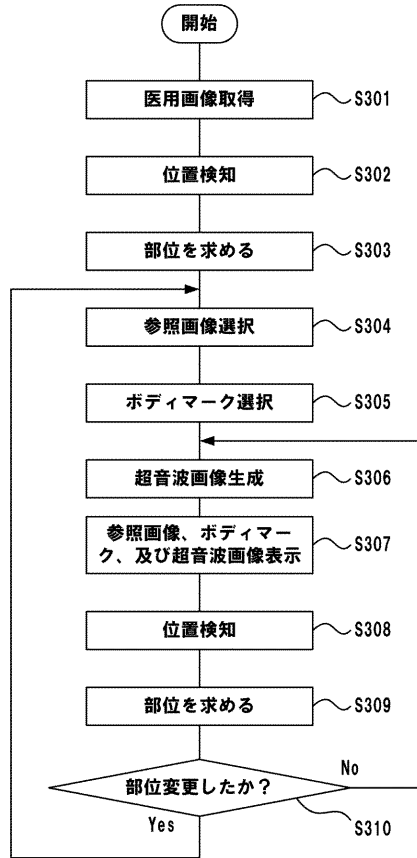 開始
医用画像取得
S301
位置検知
S302
部位を求める
S303
参照画像選択
S304
ボディマーク選択
S305
超音波画像生成
S306
参照画像、ボディマー
ク、及び超音波画像表示
S307
位置検知
S308
部位を求める
S309
部位変更したか？
No
Yes
S310